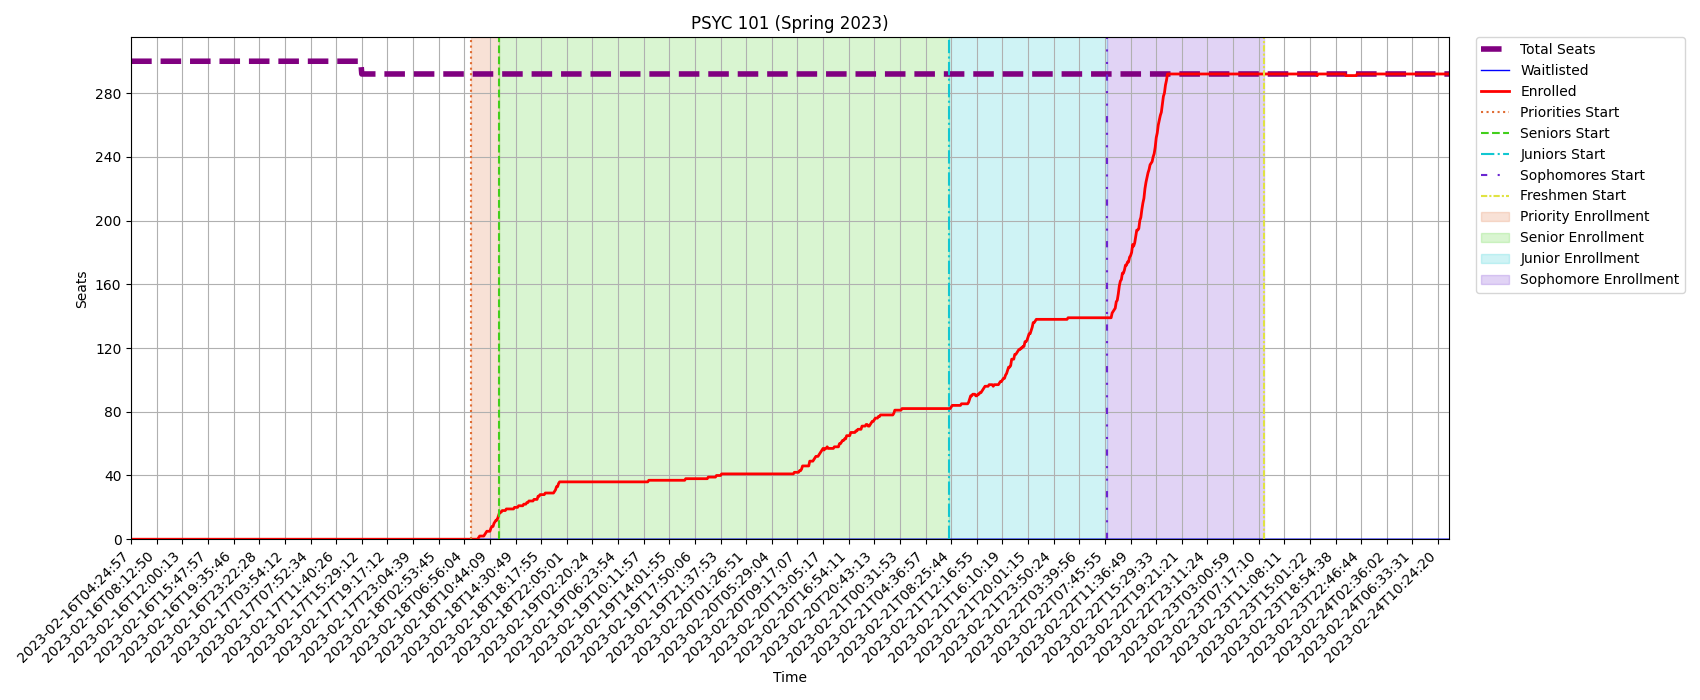 PSYC 101 (Spring 2023)
Seats
280
240
200
160
120
80
40
0
2023-02-16T04:24:57
2023-02-16T08:12:50
2023-02-16T12:00:13
2023-02-16T15:47:57
2023-02-16T19:35:46
2023-02-16T23:22:28
2023-02-17T03:54:12
2023-02-17T07:52:34
2023-02-17T11:40:26
2023-02-17T15:29:12
2023-02-17T19:17:12
2023-02-17T23:04:39
2023-02-18T02:53:45
2023-02-18T06:56:04
2023-02-18T10:44:09
2023-02-18T14:30:49
2023-02-18T18:17:55
2023-02-18T22:05:01
2023-02-19T02:20:24
2023-02-19T06:23:54
2023-02-19T10:11:57
2023-02-19T14:01:55
2023-02-19T17:50:06
2023-02-19T21:37:53
2023-02-20T01:26:51
2023-02-20T05:29:04
2023-02-20T09:17:07
2023-02-20T13:05:17
2023-02-20T16:54:11
2023-02-20T20:43:13
2023-02-21T00:31:53
2023-02-21T04:36:57
2023-02-21T08:25:44
2023-02-21T12:16:55
2023-02-21T16:10:19
2023-02-21T20:01:15
2023-02-21T23:50:24
2023-02-22T03:39:56
2023-02-22T07:45:55
2023-02-22T11:36:49
2023-02-22T15:29:33
2023-02-22T19:21:21
2023-02-22T23:11:24
2023-02-23T03:00:59
2023-02-23T07:17:10
2023-02-23T11:08:11
2023-02-23T15:01:22
2023-02-23T18:54:38
2023-02-23T22:46:44
2023-02-24T02:36:02
2023-02-24T06:33:31
2023-02-24T10:24:20
Time
Total Seats
Waitlisted
Enrolled
Priorities Start
Seniors Start
Juniors Start
Sophomores Start
Freshmen Start
Priority Enrollment
Senior Enrollment
Junior Enrollment
Sophomore Enrollment